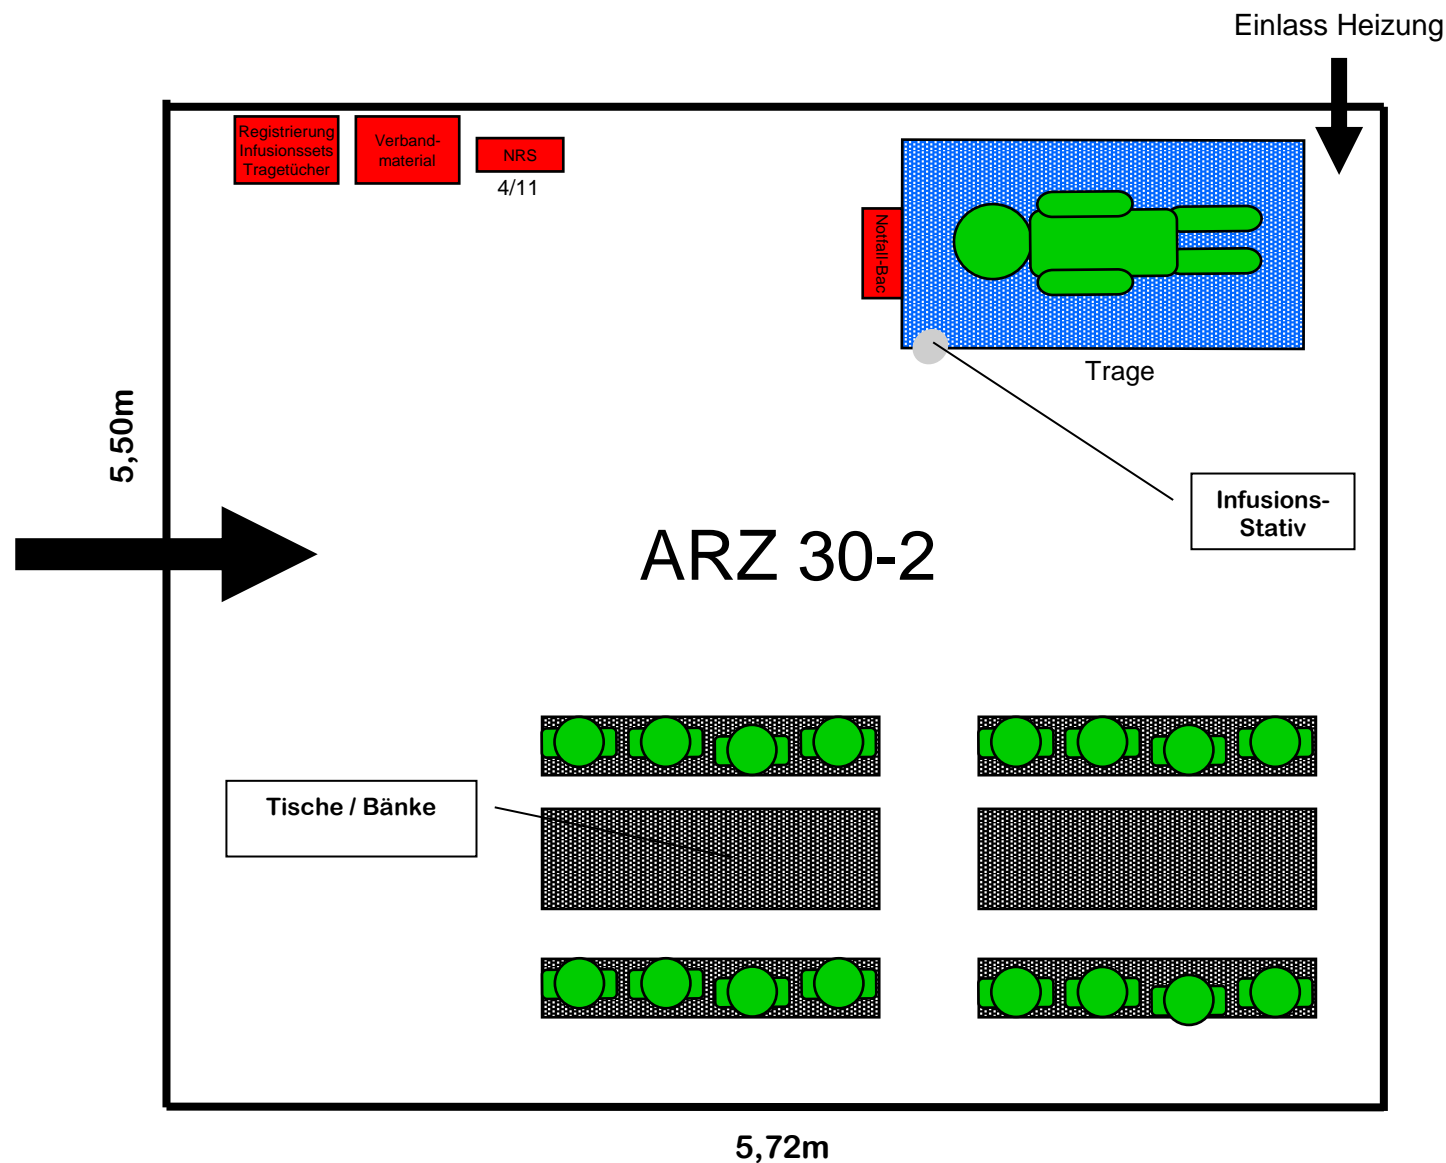 Einlass Heizung
Registrierung
Infusionssets
Tragetücher
Verband-
material
NRS
4/11
Notfall-Bac
Trage
5,50m
Infusions-
Stativ
ARZ 30-2
Tische / Bänke
5,72m